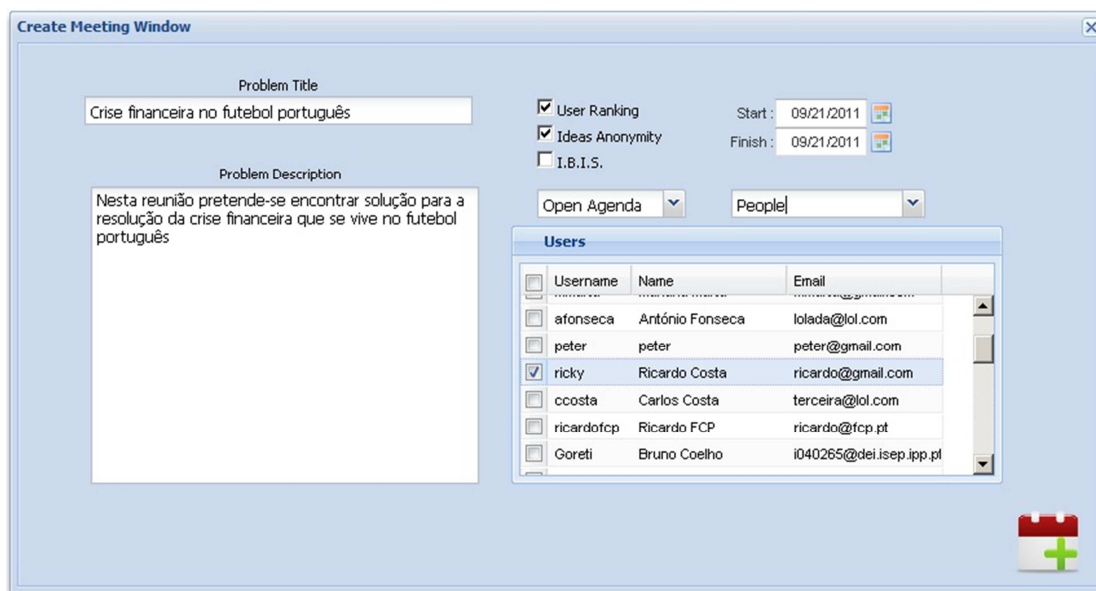 Create Meeting Window
Problem Title
Crise financeira no futebol português
Problem Description
Nesta reunião pretende-se encontrar solução para a
resolução da crise financeira que se vive no futebol
português
User Ranking
Ideas Anonymity
I.B.I.S.
Start : 09/21/2011
Finish : 09/21/2011
Open Agenda
People
Users
Username Name Email
afonseca António Fonseca lolada@lol.com
peter peter peter@gmail.com
ricky Ricardo Costa ricardo@gmail.com
ccosta Carlos Costa terceira@lol.com
ricardofcp Ricardo FCP ricardo@fcp.pt
Goreti Bruno Coelho i040265@dei.isep.ipp.pt